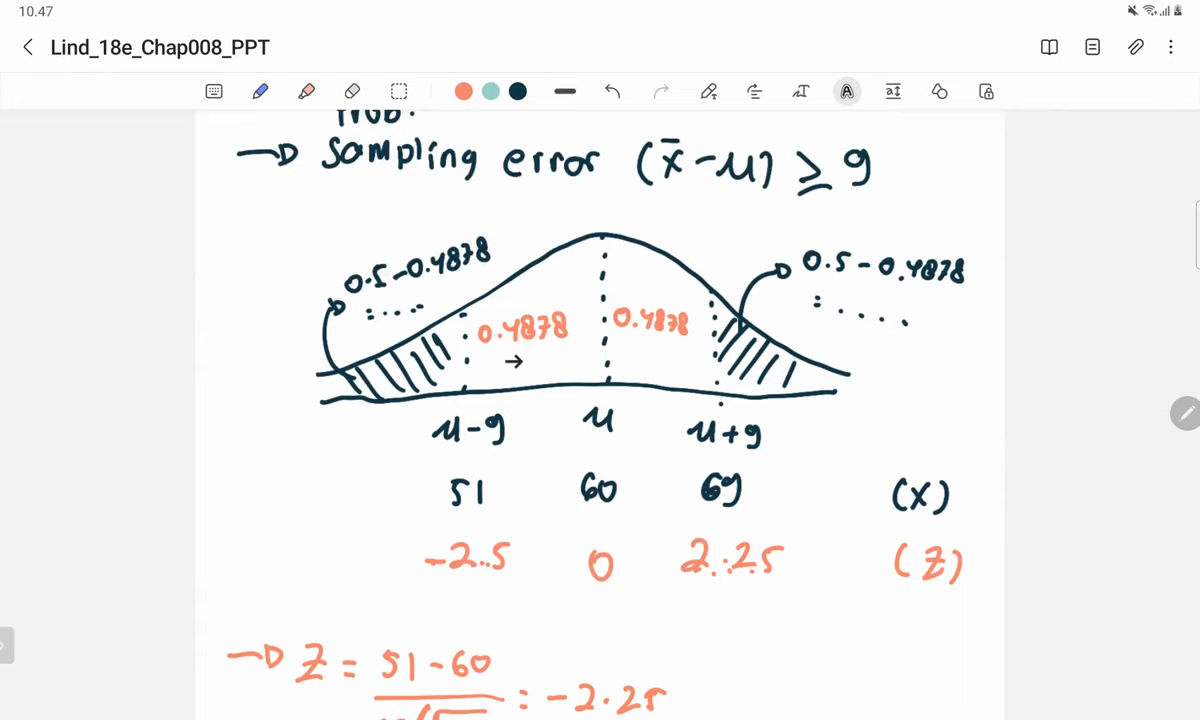 10.47
Lind_18e_Chap008_PPT
Prob.
→ Sampling error (x̄ - μ) ≥ 9
0.5-0.4878
:....
0.5 - 0.4878
: ....
0.4878
0.4878
μ-9 μ μ+9
51 60 69 (x)
-2..5 0 2.:.25 (Z)
→ Z = 51-60
: -2.25